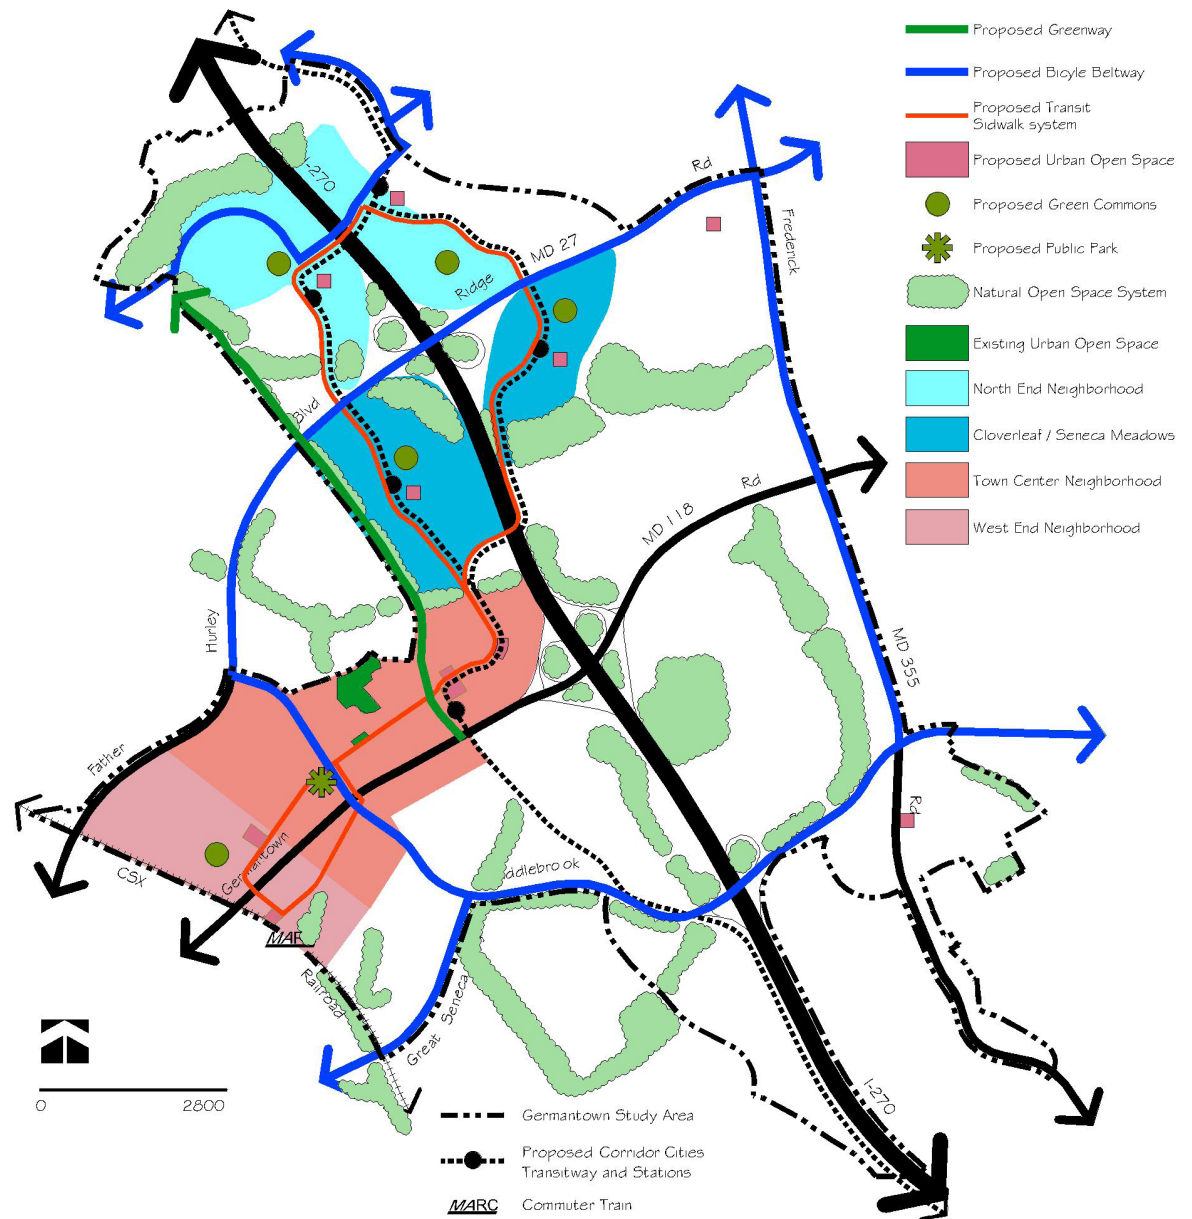 Proposed Greenway
Proposed Bicyle Beltway
Proposed Transit
Sidwalk system
Proposed Urban Open Space
Proposed Green Commons
Proposed Public Park
Natural Open Space System
Existing Urban Open Space
North End Neighborhood
Cloverleaf / Seneca Meadows
Town Center Neighborhood
West End Neighborhood
I-270
Rd
MD 27
Ridge
Frederick
Blvd
Rd
MD 118
Hurley
MD 355
Father
Rd
Germantown
CSX
ddlebrook
MAR
Railroad
Great Seneca
I-270
0 2800
Germantown Study Area
Proposed Corridor Cities
Transitway and Stations
MARC Commuter Train